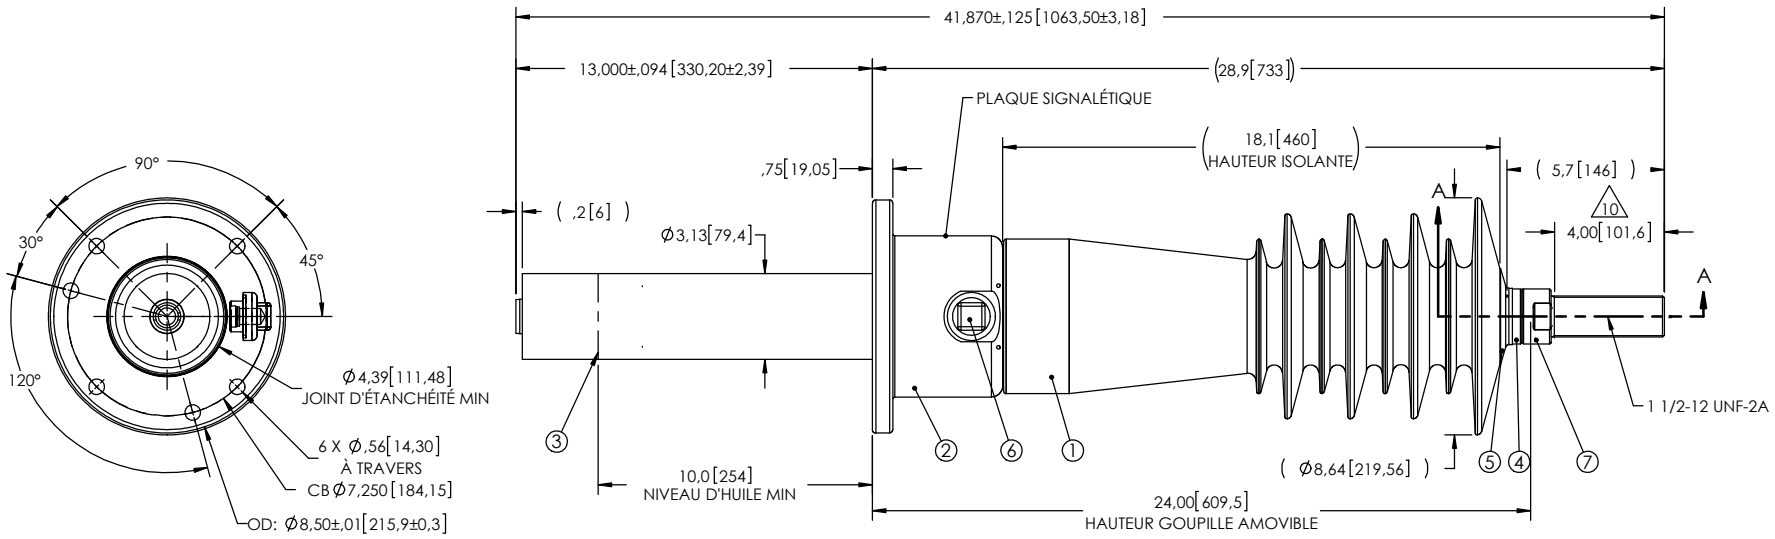 41,870±,125 [1063,50±3,18]
13,000±,094 [330,20±2,39]
(28,9[733])
PLAQUE SIGNALÉTIQUE
( 18,1[460]
HAUTEUR ISOLANTE )
,75[19,05]
( 5,7[146] )
A
10
4,00[101,6]
( ,2[6] )
Ø3,13[79,4]
A
90°
30°
45°
120°
Ø4,39[111,48]
JOINT D'ÉTANCHÉITÉ MIN
6 X Ø,56[14,30]
À TRAVERS
CBØ7,250[184,15]
OD: Ø8,50±,01[215,9±0,3]
1 1/2-12 UNF-2A
3
2
6
1
5
4
7
10,0[254]
NIVEAU D'HUILE MIN
( Ø8,64[219,56] )
24,00[609,5]
HAUTEUR GOUPILLE AMOVIBLE